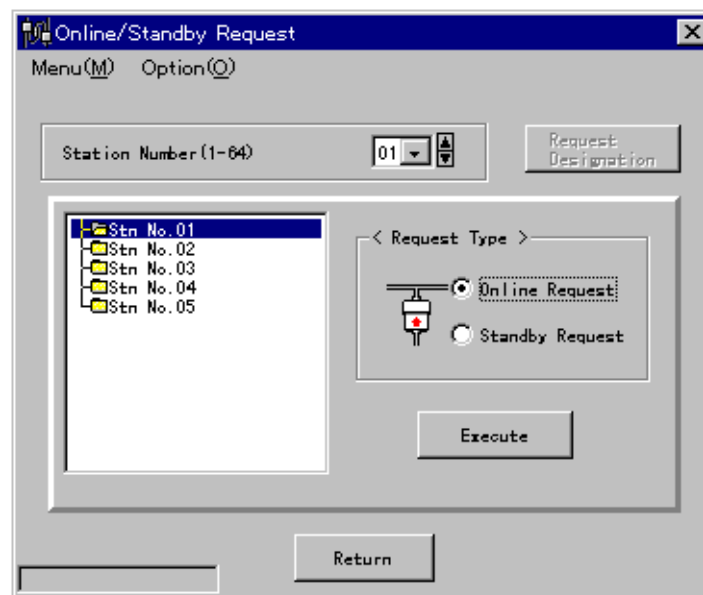 Online/Standby Request
Menu(M) Option(O)
Station Number(1-64) 01
Request
Designation
Stn No.01
Stn No.02
Stn No.03
Stn No.04
Stn No.05
< Request Type >
Online Request
Standby Request
Execute
Return